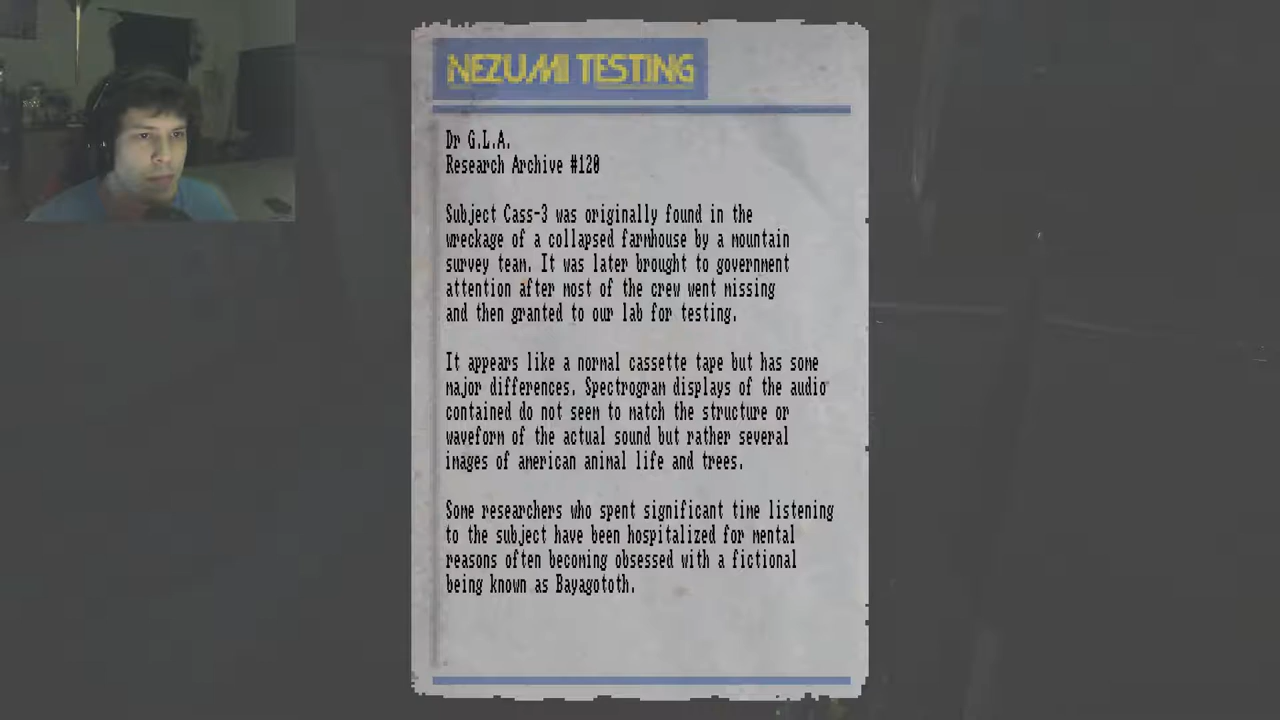 NEZUMI TESTING
Dr G.L.A.
Research Archive #120
Subject Cass-3 was originally found in the
wreckage of a collapsed farmhouse by a mountain
survey team. It was later brought to government
attention after most of the crew went missing
and then granted to our lab for testing.
It appears like a normal cassette tape but has some
major differences. Spectrogram displays of the audio
contained do not seem to match the structure or
waveform of the actual sound but rather several
images of american animal life and trees.
Some researchers who spent significant time listening
to the subject have been hospitalized for mental
reasons often becoming obsessed with a fictional
being known as Bayagototh.